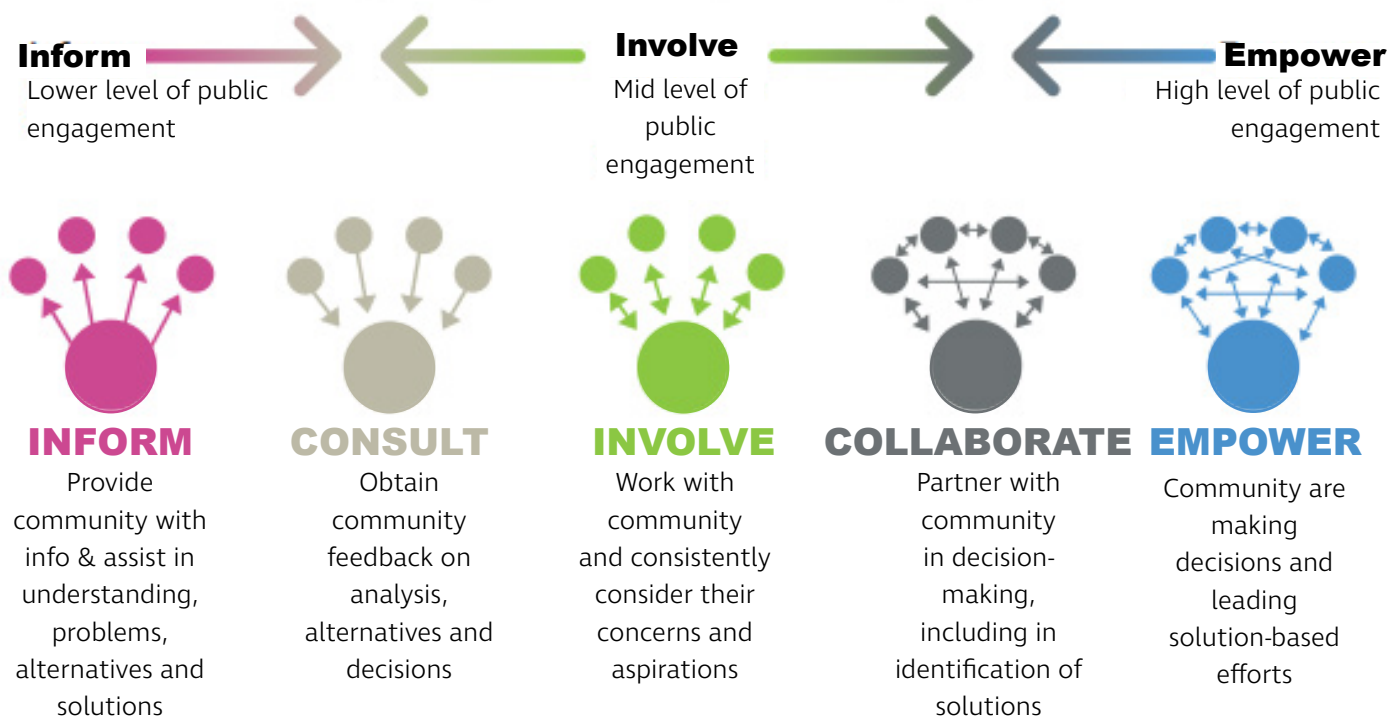 Inform
Lower level of public
engagement
Involve
Mid level of
public
engagement
Empower
High level of public
engagement
INFORM
Provide
community with
info & assist in
understanding,
problems,
alternatives and
solutions
CONSULT
Obtain
community
feedback on
analysis,
alternatives and
decisions
INVOLVE
Work with
community
and consistently
consider their
concerns and
aspirations
COLLABORATE
Partner with
community
in decision-
making,
including in
identification of
solutions
EMPOWER
Community are
making
decisions and
leading
solution-based
efforts